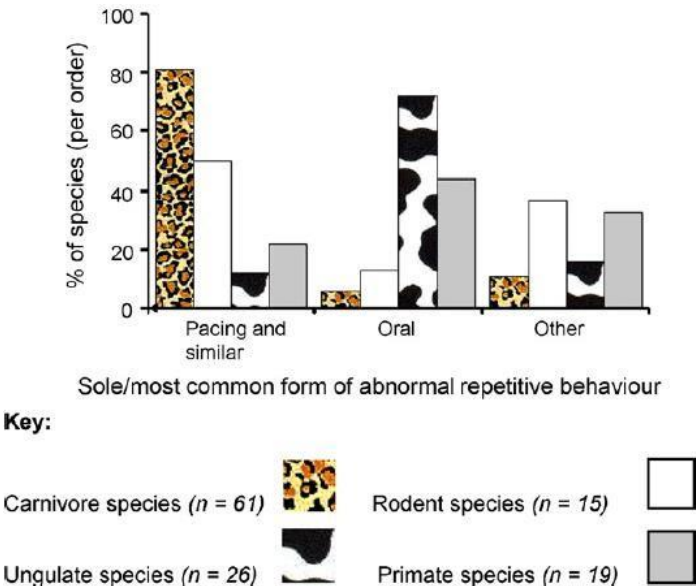 100
80
60
40
20
0
% of species (per order)
Pacing and
similar
Oral
Other
Sole/most common form of abnormal repetitive behaviour
Key:
Carnivore species (n = 61)
Rodent species (n = 15)
Ungulate species (n = 26)
Primate species (n = 19)